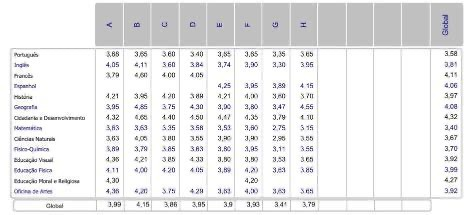 A B C D E F G H Global
Português 3,68 3,65 3,60 3,40 3,65 3,65 3,35 3,65 3,58
Inglês 4,05 4,11 3,60 3,84 3,74 3,90 3,30 3,95 3,81
Francês 3,79 4,60 4,00 4,05 4,11
Espanhol 4,25 3,95 3,89 4,15 4,06
História 4,21 3,95 4,20 3,89 4,21 4,00 3,60 3,70 3,97
Geografia 3,95 4,85 3,75 4,30 3,90 3,80 3,47 4,55 4,08
Cidadania e Desenvolvimento 4,32 4,65 4,40 4,50 4,47 4,35 3,79 4,10 4,32
Matemática 3,63 3,63 3,35 3,58 3,53 3,60 2,75 3,15 3,40
Ciências Naturais 3,63 4,05 3,80 3,55 3,90 3,90 2,95 3,55 3,67
Físico-Química 3,89 3,79 3,85 3,63 3,80 3,95 3,11 3,55 3,70
Educação Visual 4,36 4,21 3,85 4,33 3,80 3,80 3,53 3,65 3,92
Educação Física 4,11 4,00 4,20 4,05 3,89 4,20 3,63 3,85 3,99
Educação Moral e Religiosa 4,30 4,20 4,27
Oficina de Artes 4,36 4,20 3,75 4,29 3,63 4,00 3,63 3,65 3,92
Global 3,99 4,15 3,86 3,95 3,9 3,93 3,41 3,79